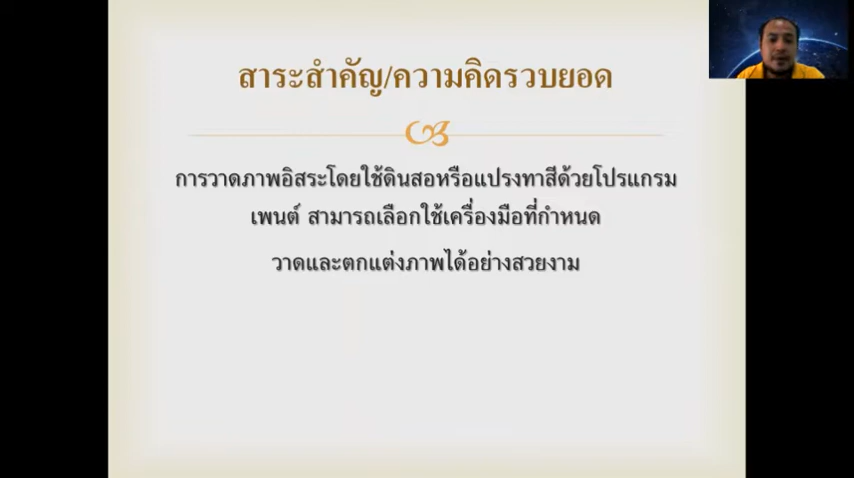 สาระสำคัญ/ความคิดรวบยอด
การวาดภาพอิสระโดยใช้ดินสอหรือแปรงทาสีด้วยโปรแกรม
เพนต์ สามารถเลือกใช้เครื่องมือที่กำหนด
วาดและตกแต่งภาพได้อย่างสวยงาม